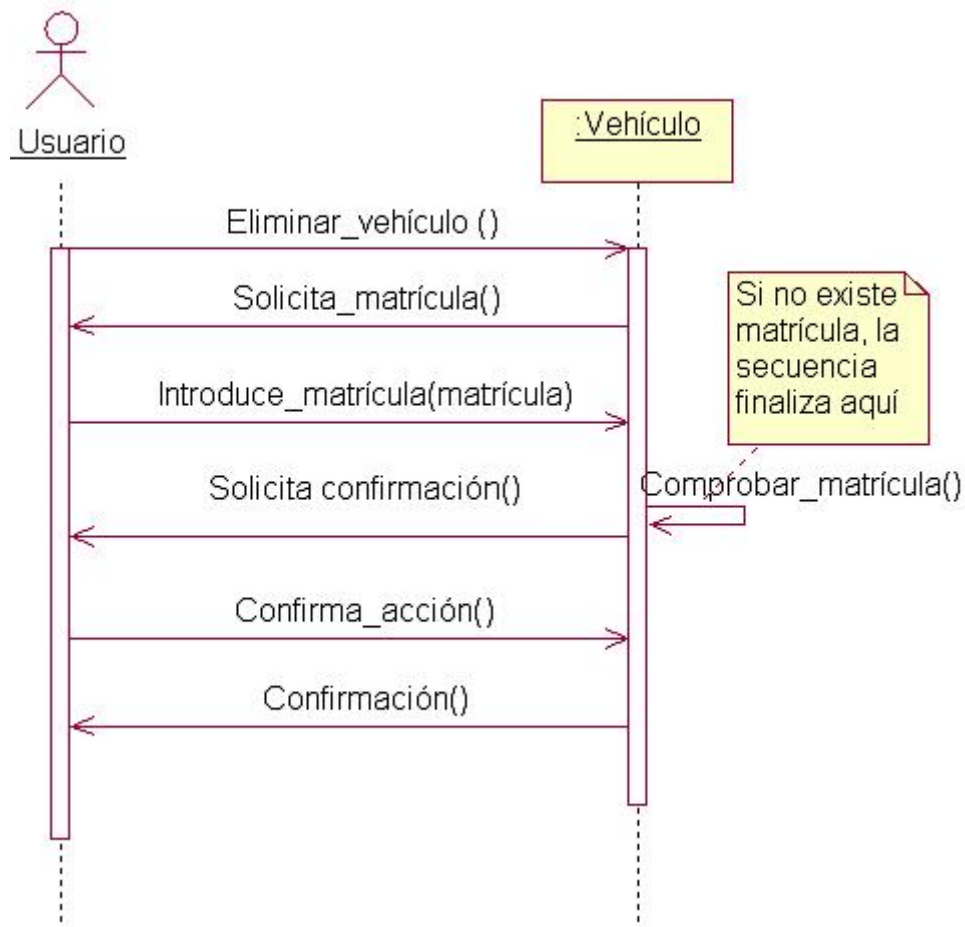 Usuario
:Vehículo
Eliminar_vehículo ()
Solicita_matrícula()
Si no existe
matrícula, la
secuencia
finaliza aquí
Introduce_matrícula(matrícula)
Solicita confirmación()
Comprobar_matrícula()
Confirma_acción()
Confirmación()